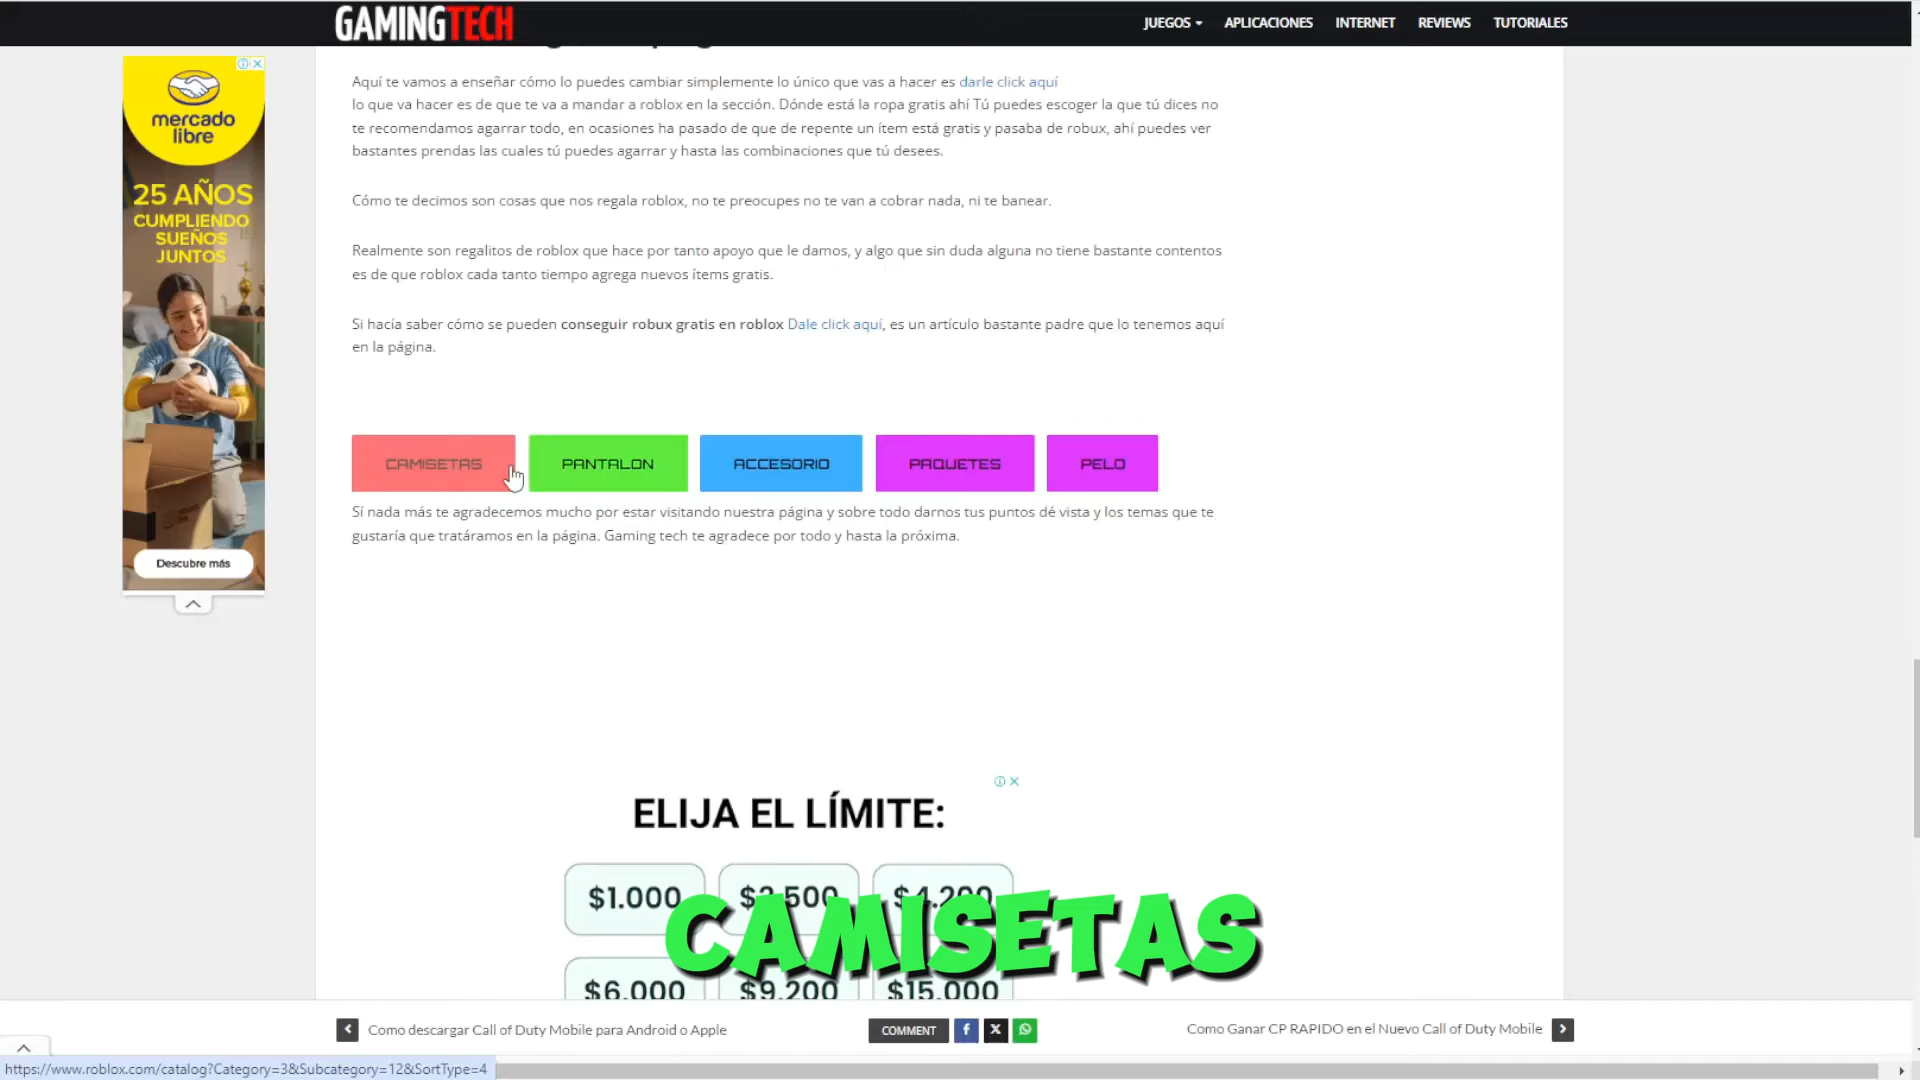 GAMINGTECH
JUEGOS
APLICACIONES
INTERNET
REVIEWS
TUTORIALES
Aquí te vamos a enseñar cómo lo puedes cambiar simplemente lo único que vas a hacer es darle click aquí
lo que va hacer es de que te va a mandar a roblox en la sección. Dónde está la ropa gratis ahí Tú puedes escoger la que tú dices no
te recomendamos agarrar todo, en ocasiones ha pasado de que de repente un ítem está gratis y pasaba de robux, ahí puedes ver
bastantes prendas las cuales tú puedes agarrar y hasta las combinaciones que tú desees.
Cómo te decimos son cosas que nos regala roblox, no te preocupes no te van a cobrar nada, ni te banear.
Realmente son regalitos de roblox que hace por tanto apoyo que le damos, y algo que sin duda alguna no tiene bastante contentos
es de que roblox cada tanto tiempo agrega nuevos ítems gratis.
Si hacía saber cómo se pueden conseguir robux gratis en roblox Dale click aquí, es un artículo bastante padre que lo tenemos aquí
en la página.
mercado
libre
25 AÑOS
CUMPLIENDO
SUEÑOS
JUNTOS
Descubre más
CAMISETAS
PANTALON
ACCESORIO
PAQUETES
PELO
Sí nada más te agradecemos mucho por estar visitando nuestra página y sobre todo darnos tus puntos dé vista y los temas que te
gustaría que tratáramos en la página. Gaming tech te agradece por todo y hasta la próxima.
ELIJA EL LÍMITE:
$1.000
$2.500
$4.200
CAMISETAS
$6.000
$9.200
$15.000
Como descargar Call of Duty Mobile para Android o Apple
COMMENT
Como Ganar CP RAPIDO en el Nuevo Call of Duty Mobile
https://www.roblox.com/catalog?Category=3&Subcategory=12&SortType=4